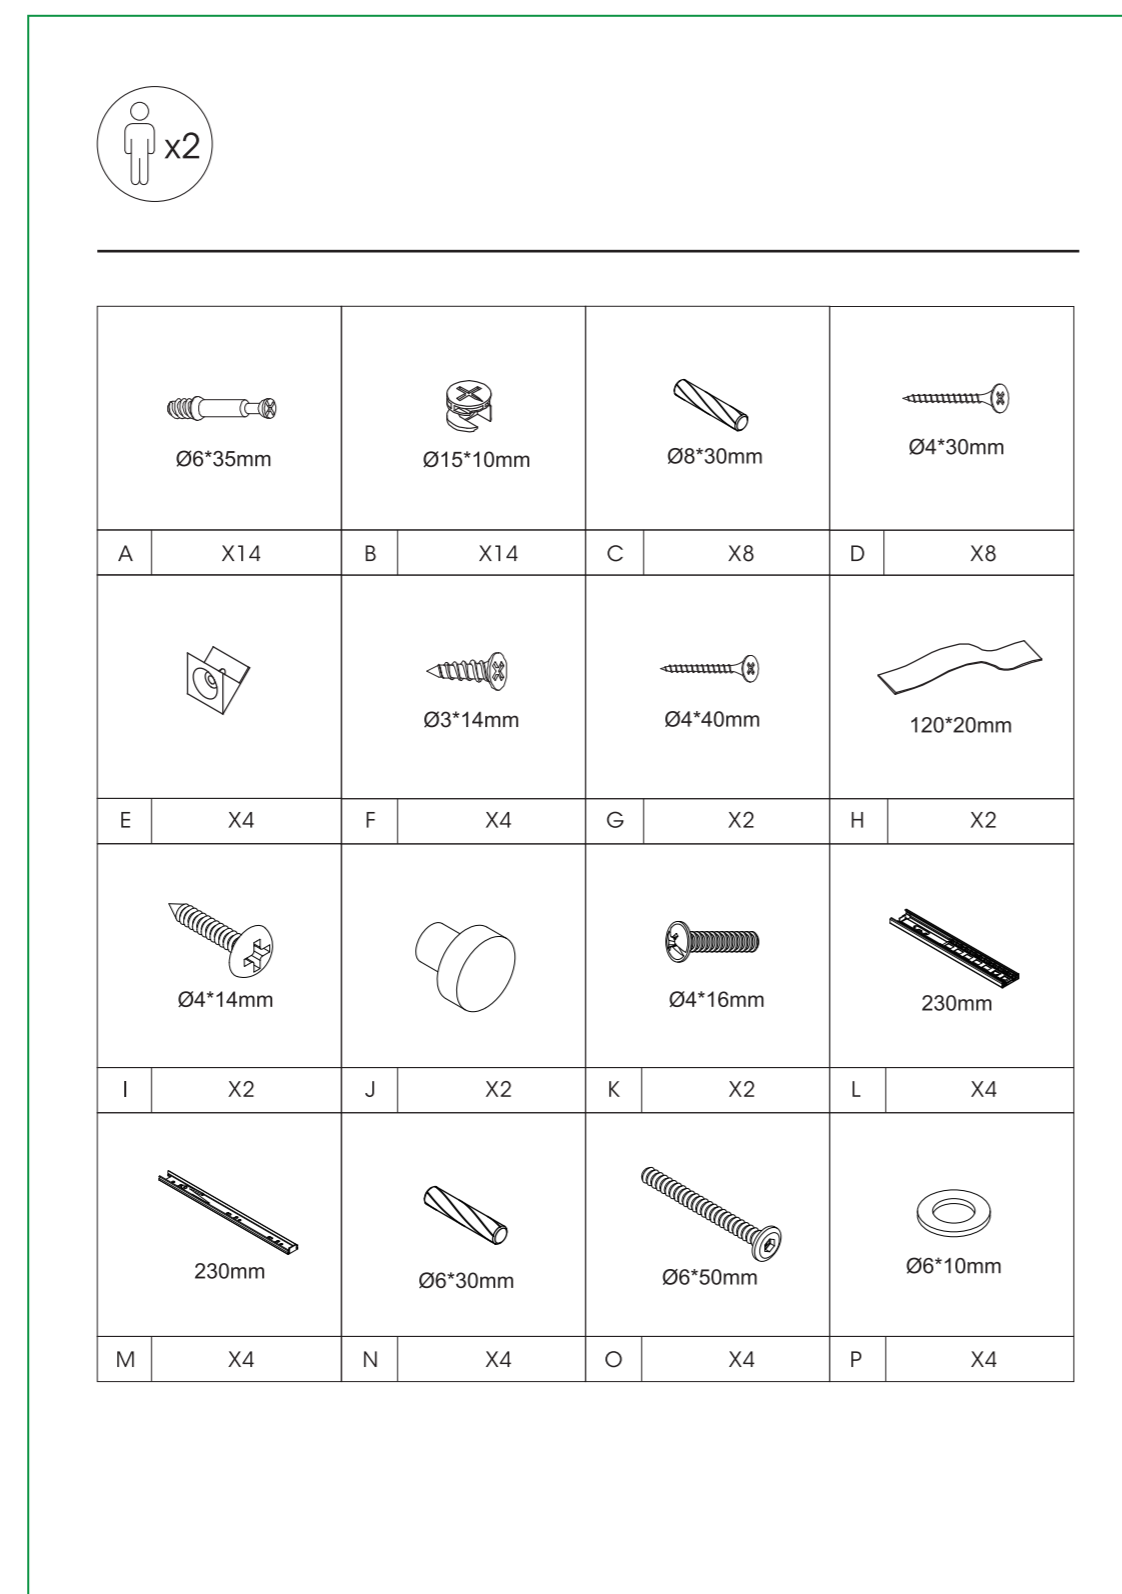 x2
Ø6*35mm
Ø15*10mm
Ø8*30mm
Ø4*30mm
A X14 B X14 C X8 D X8
Ø3*14mm
Ø4*40mm
120*20mm
E X4 F X4 G X2 H X2
Ø4*14mm
Ø4*16mm
230mm
I X2 J X2 K X2 L X4
230mm
Ø6*30mm
Ø6*50mm
Ø6*10mm
M X4 N X4 O X4 P X4